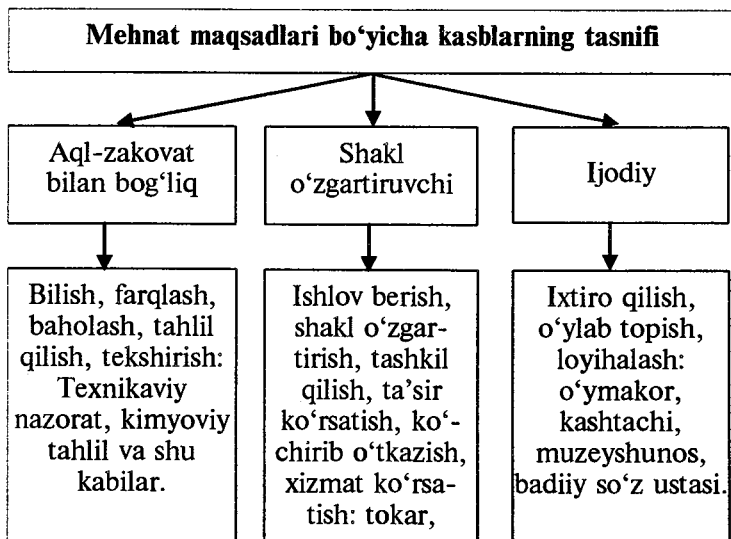 Mehnat maqsadlari bo‘yicha kasblarning tasnifi
Aql-zakovat
bilan bog‘liq
Shakl
o‘zgartiruvchi
Ijodiy
Bilish, farqlash,
baholash, tahlil
qilish, tekshirish:
Texnikaviy
nazorat, kimyoviy
tahlil va shu
kabilar.
Ishlov berish,
shakl o‘zgar-
tirish, tashkil
qilish, ta’sir
ko‘rsatish, ko‘-
chirib o‘tkazish,
xizmat ko‘rsa-
tish: tokar,
Ixtiro qilish,
o‘ylab topish,
loyihalash:
o‘ymakor,
kashtachi,
muzeyshunos,
badiiy so‘z ustasi.